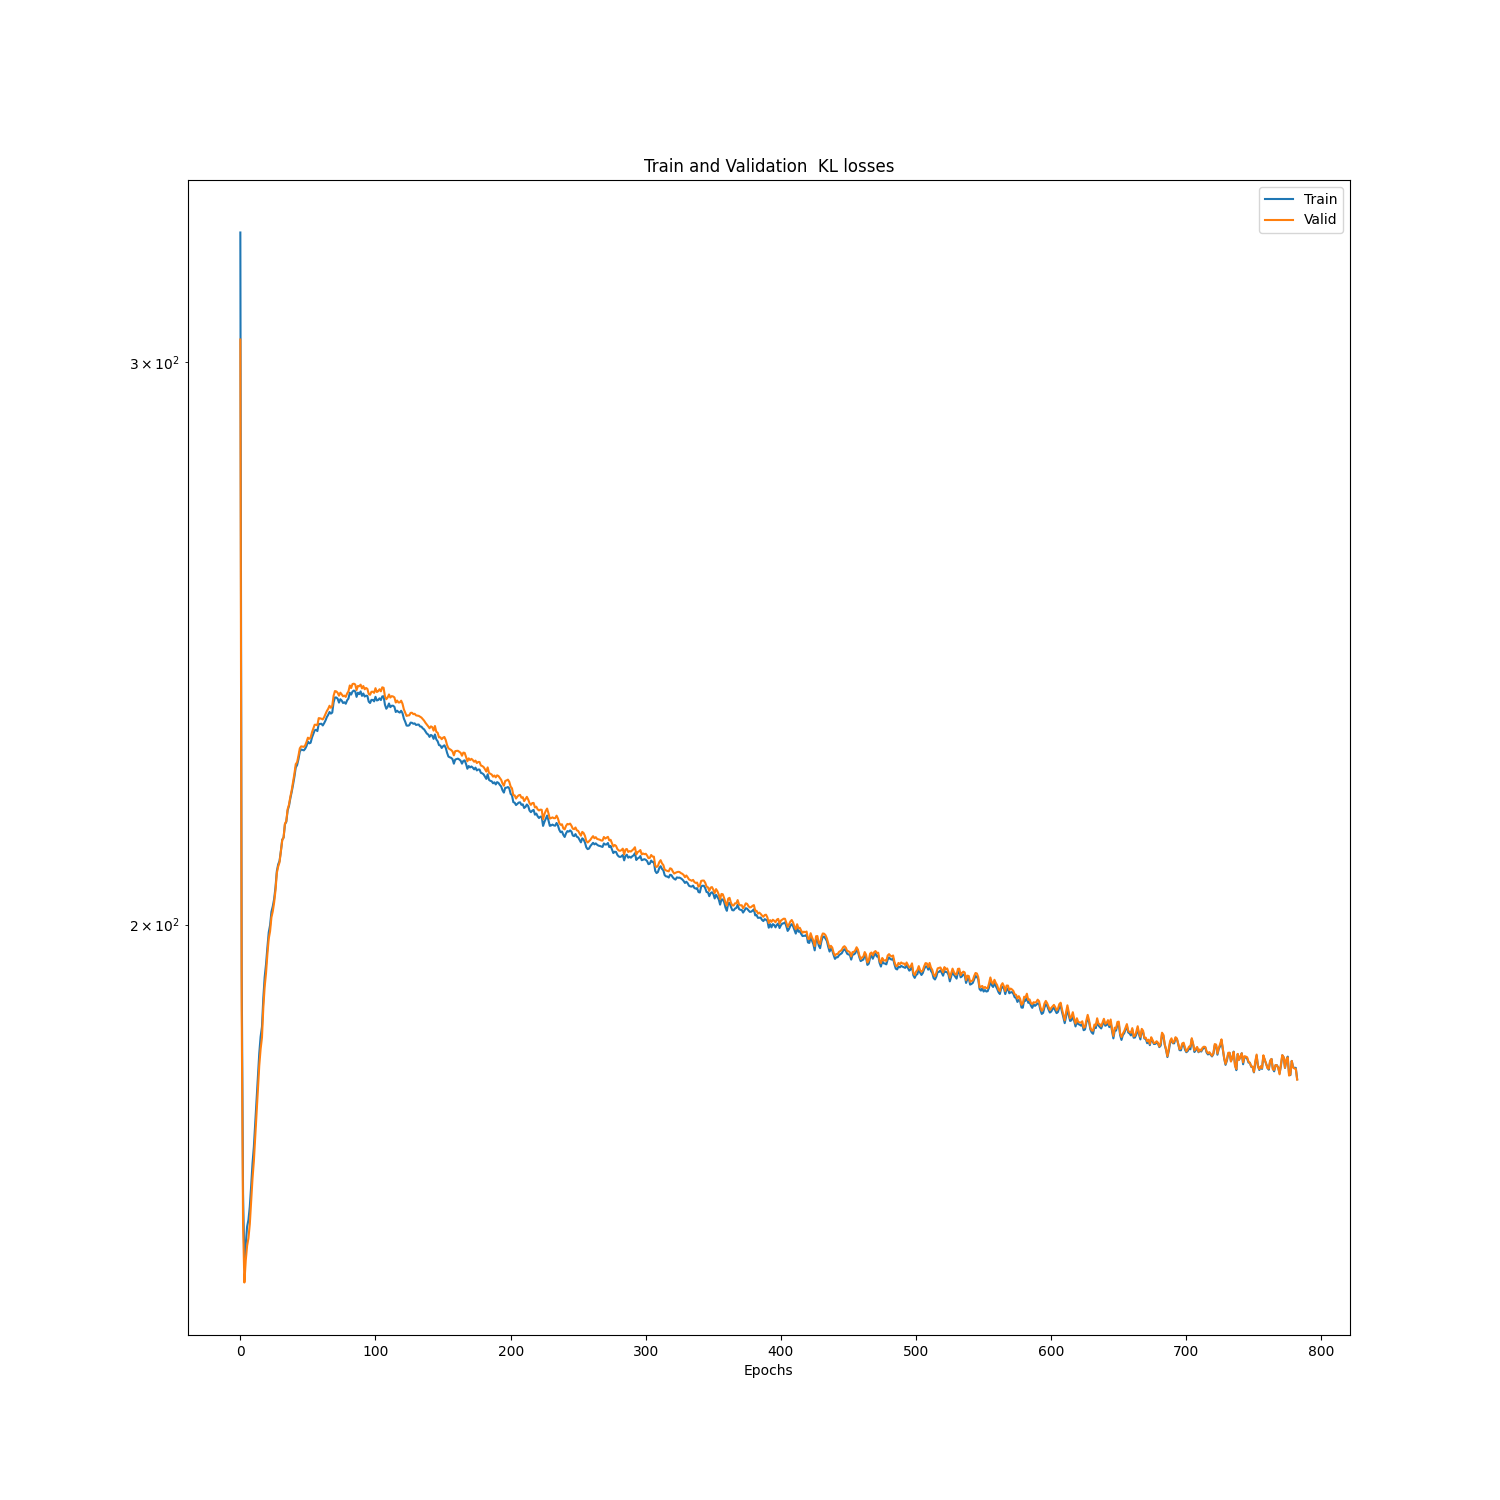 Train and Validation  KL losses
Train
Valid
3 × 10²
2 × 10²
0 100 200 300 400 500 600 700 800
Epochs